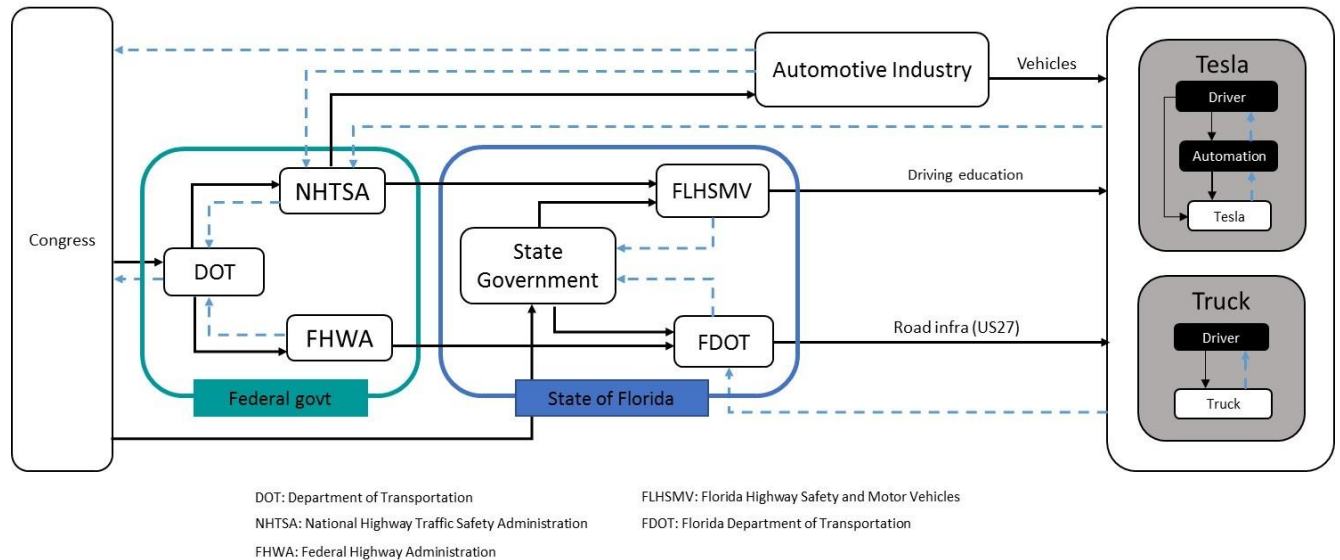 Congress
DOT
NHTSA
FHWA
Federal govt
State
Government
FLHSMV
FDOT
State of Florida
Automotive Industry
Vehicles
Driving education
Road infra (US27)
Tesla
Driver
Automation
Tesla
Truck
Driver
Truck
DOT: Department of Transportation
NHTSA: National Highway Traffic Safety Administration
FHWA: Federal Highway Administration
FLHSMV: Florida Highway Safety and Motor Vehicles
FDOT: Florida Department of Transportation